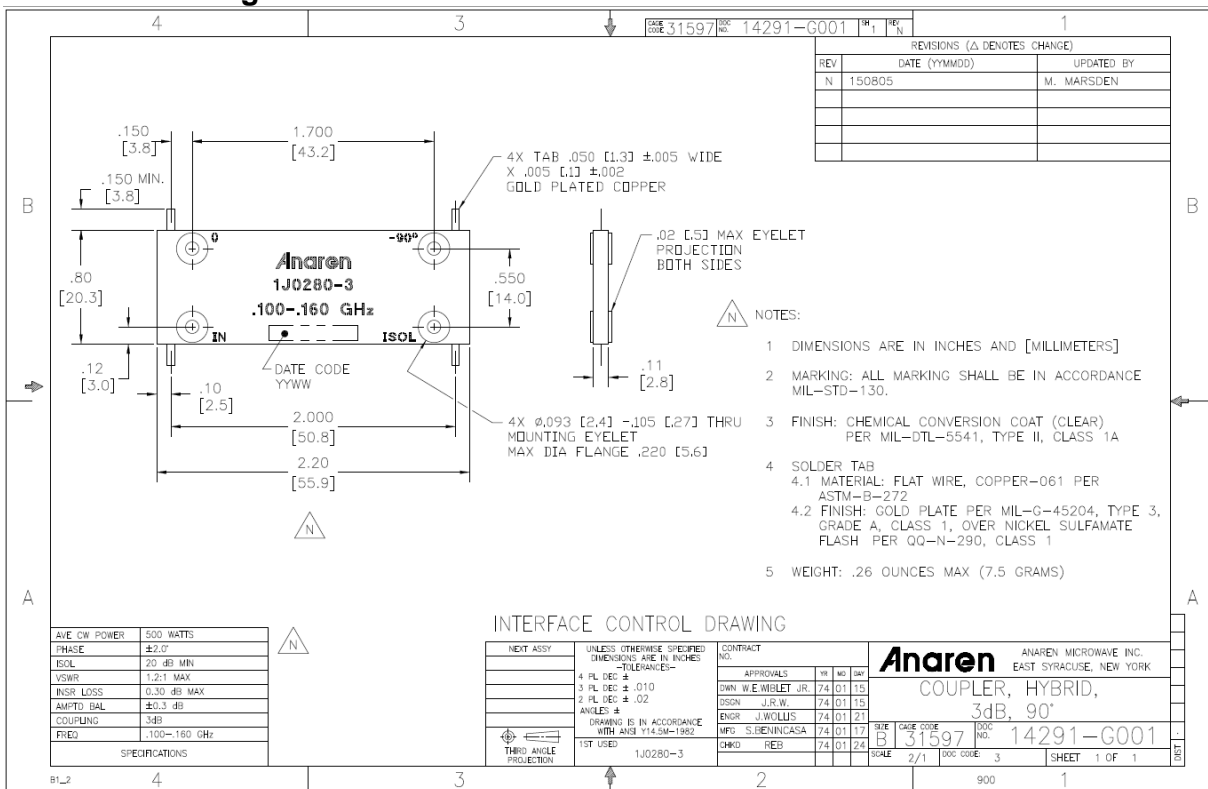 4 3 1
CAGE CODE 31597 DOC NO. 14291-G001 SH 1 REV N
REVISIONS (△ DENOTES CHANGE)
REV DATE (YYMMDD) UPDATED BY
N 150805 M. MARSDEN
.150
[3.8]
1.700
[43.2]
4X TAB .050 [1.3] ±.005 WIDE
X .005 [.1] ±.002
GOLD PLATED COPPER
.150 MIN.
[3.8]
B B
0 -90°
Anaren
1J0280-3
.100-.160 GHz
IN ISOL
.80
[20.3]
.550
[14.0]
.02 [.5] MAX EYELET
PROJECTION
BOTH SIDES
.12
[3.0]
DATE CODE
YYWW
.10
[2.5]
.11
[2.8]
2.000
[50.8]
2.20
[55.9]
4X Ø.093 [2.4] -.105 [.27] THRU
MOUNTING EYELET
MAX DIA FLANGE .220 [5.6]
N
N NOTES:
1 DIMENSIONS ARE IN INCHES AND [MILLIMETERS]
2 MARKING: ALL MARKING SHALL BE IN ACCORDANCE
MIL-STD-130.
3 FINISH: CHEMICAL CONVERSION COAT (CLEAR)
PER MIL-DTL-5541, TYPE II, CLASS 1A
4 SOLDER TAB
4.1 MATERIAL: FLAT WIRE, COPPER-061 PER
ASTM-B-272
4.2 FINISH: GOLD PLATE PER MIL-G-45204, TYPE 3,
GRADE A, CLASS 1, OVER NICKEL SULFAMATE
FLASH PER QQ-N-290, CLASS 1
5 WEIGHT: .26 OUNCES MAX (7.5 GRAMS)
A A
AVE CW POWER 500 WATTS
PHASE ±2.0°
ISOL 20 dB MIN
VSWR 1.2:1 MAX
INSR LOSS 0.30 dB MAX
AMPTD BAL ±0.3 dB
COUPLING 3dB
FREQ .100-.160 GHz
SPECIFICATIONS
N
INTERFACE CONTROL DRAWING
NEXT ASSY
UNLESS OTHERWISE SPECIFIED
DIMENSIONS ARE IN INCHES
-TOLERANCES-
4 PL DEC ±
3 PL DEC ± .010
2 PL DEC ± .02
ANGLES ±
DRAWING IS IN ACCORDANCE
WITH ANSI Y14.5M-1982
THIRD ANGLE
PROJECTION
1ST USED
1J0280-3
CONTRACT
NO.
APPROVALS YR MO DAY
DWN W.E.WIBLET JR. 74 01 15
DSGN J.R.W. 74 01 15
ENGR J.WOLLIS 74 01 21
MFG S.BENINCASA 74 01 17
CHKD REB 74 01 24
Anaren ANAREN MICROWAVE INC.
EAST SYRACUSE, NEW YORK
COUPLER, HYBRID,
3dB, 90°
SIZE B CAGE CODE 31597 DOC NO. 14291-G001
SCALE 2/1 DOC CODE: 3 SHEET 1 OF 1
DIST .
B1_2 4 3 2 900 1